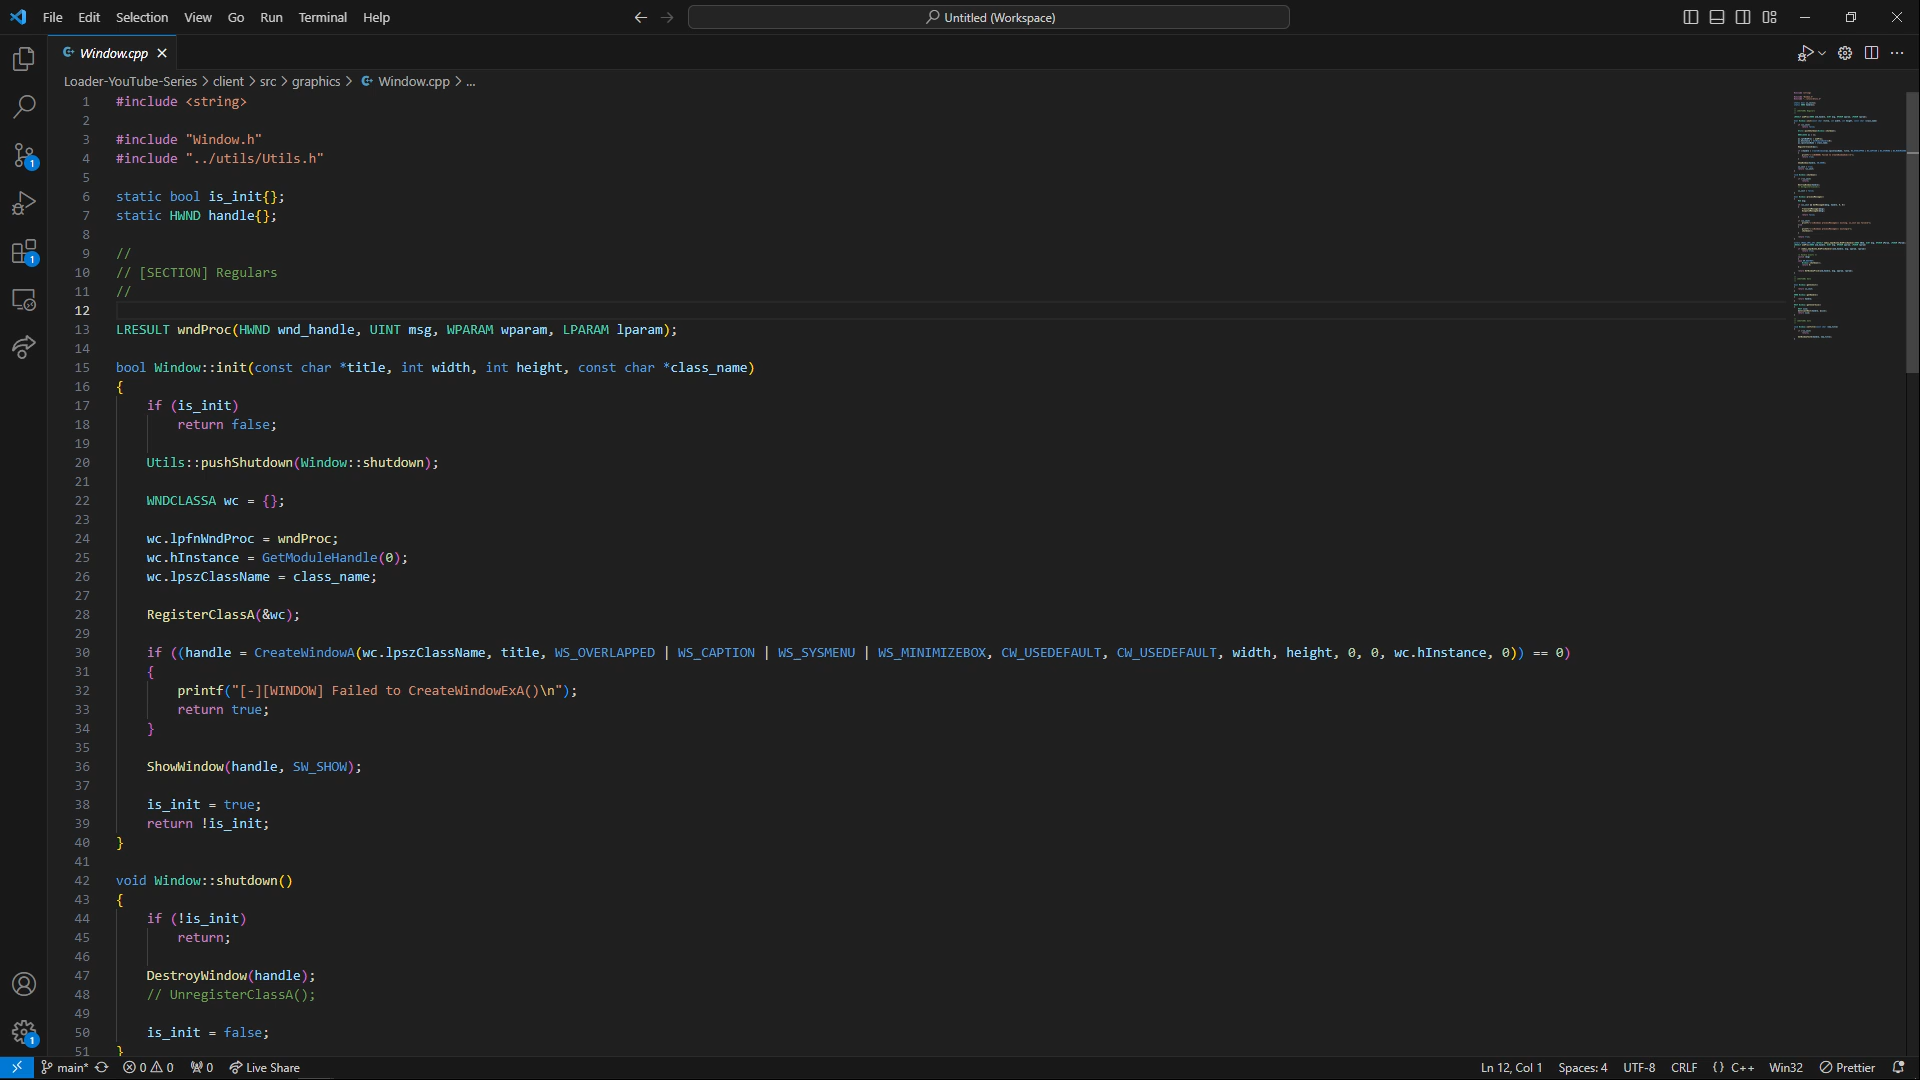 File Edit Selection View Go Run Terminal Help Untitled (Workspace)
Window.cpp
Loader-YouTube-Series > client > src > graphics > Window.cpp > ...
1 #include <string>
2
3 #include "Window.h"
4 #include "../utils/Utils.h"
5
6 static bool is_init{};
7 static HWND handle{};
8
9 //
10 // [SECTION] Regulars
11 //
12
13 LRESULT wndProc(HWND wnd_handle, UINT msg, WPARAM wparam, LPARAM lparam);
14
15 bool Window::init(const char *title, int width, int height, const char *class_name)
16 {
17 if (is_init)
18 return false;
19
20 Utils::pushShutdown(Window::shutdown);
21
22 WNDCLASSA wc = {};
23
24 wc.lpfnWndProc = wndProc;
25 wc.hInstance = GetModuleHandle(0);
26 wc.lpszClassName = class_name;
27
28 RegisterClassA(&wc);
29
30 if ((handle = CreateWindowA(wc.lpszClassName, title, WS_OVERLAPPED | WS_CAPTION | WS_SYSMENU | WS_MINIMIZEBOX, CW_USEDEFAULT, CW_USEDEFAULT, width, height, 0, 0, wc.hInstance, 0)) == 0)
31 {
32 printf("[-][WINDOW] Failed to CreateWindowExA()\n");
33 return true;
34 }
35
36 ShowWindow(handle, SW_SHOW);
37
38 is_init = true;
39 return !is_init;
40 }
41
42 void Window::shutdown()
43 {
44 if (!is_init)
45 return;
46
47 DestroyWindow(handle);
48 // UnregisterClassA();
49
50 is_init = false;
51 }
1
1
1
main* 0 0 0 Live Share Ln 12, Col 1 Spaces: 4 UTF-8 CRLF {} C++ Win32 Prettier